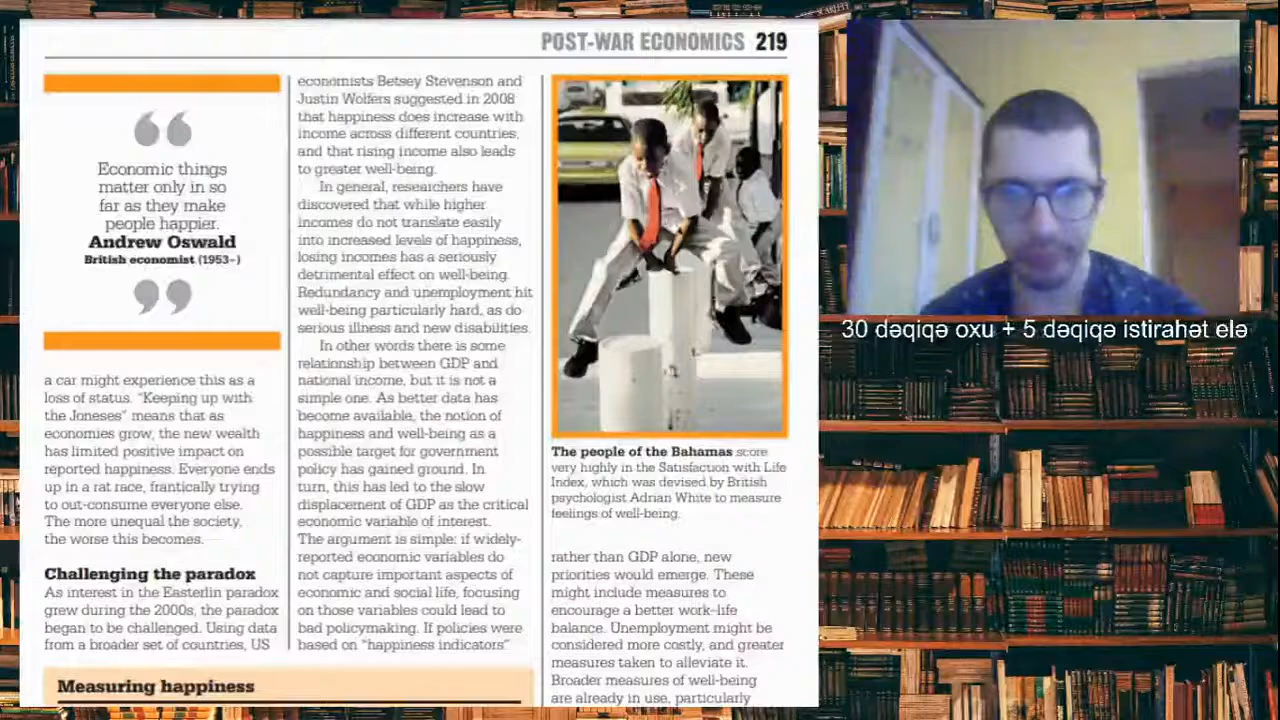 POST-WAR ECONOMICS 219
Economic things
matter only in so
far as they make
people happier.
Andrew Oswald
British economist (1953–)
a car might experience this as a
loss of status. “Keeping up with
the Joneses” means that as
economies grow, the new wealth
has limited positive impact on
reported happiness. Everyone ends
up in a rat race, frantically trying
to out-consume everyone else.
The more unequal the society,
the worse this becomes.
Challenging the paradox
As interest in the Easterlin paradox
grew during the 2000s, the paradox
began to be challenged. Using data
from a broader set of countries, US
economists Betsey Stevenson and
Justin Wolfers suggested in 2008
that happiness does increase with
income across different countries,
and that rising income also leads
to greater well-being.
In general, researchers have
discovered that while higher
incomes do not translate easily
into increased levels of happiness,
losing incomes has a seriously
detrimental effect on well-being.
Redundancy and unemployment hit
well-being particularly hard, as do
serious illness and new disabilities.
In other words there is some
relationship between GDP and
national income, but it is not a
simple one. As better data has
become available, the notion of
happiness and well-being as a
possible target for government
policy has gained ground. In
turn, this has led to the slow
displacement of GDP as the critical
economic variable of interest.
The argument is simple: if widely-
reported economic variables do
not capture important aspects of
economic and social life, focusing
on these variables could lead to
bad policymaking. If policies were
based on “happiness indicators”
The people of the Bahamas score
very highly in the Satisfaction with Life
Index, which was devised by British
psychologist Adrian White to measure
feelings of well-being.
rather than GDP alone, new
priorities would emerge. These
might include measures to
encourage a better work–life
balance. Unemployment might be
considered more costly, and greater
measures taken to alleviate it.
Broader measures of well-being
are already in use, particularly
Measuring happiness
30 dəqiqə oxu + 5 dəqiqə istirahət elə